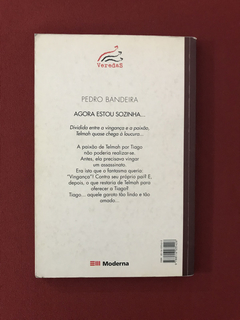 VeredaS
PEDRO BANDEIRA
AGORA ESTOU SOZINHA...
Dividida entre a vingança e a paixão,
Telmah quase chega à loucura...
A paixão de Telmah por Tiago
não poderia realizar-se.
Antes, ela precisava vingar
um assassinato.
Era isto que o fantasma queria:
"Vingança"! Contra seu próprio pai? E,
depois, o que restaria de Telmah para
oferecer a Tiago?
Tiago... aquele garoto tão lindo e tão
amado...
Moderna